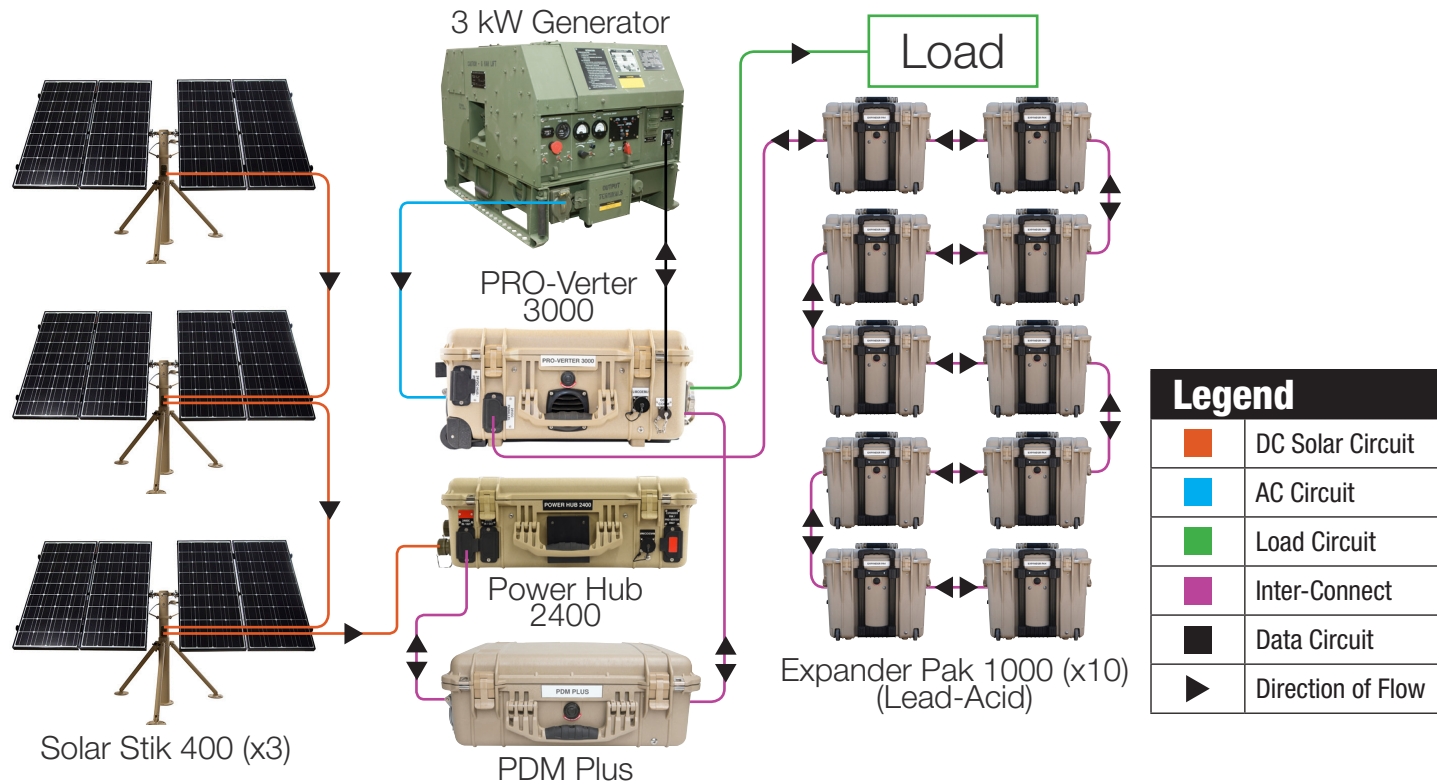 3 kW Generator
Load
OUTPUT
TERMINALS
PRO-Verter
3000
PRO-VERTER 3000
POWER HUB 2400
Power Hub
2400
PDM PLUS
PDM Plus
Solar Stik 400 (x3)
Expander Pak 1000 (x10)
(Lead-Acid)
Legend
DC Solar Circuit
AC Circuit
Load Circuit
Inter-Connect
Data Circuit
Direction of Flow